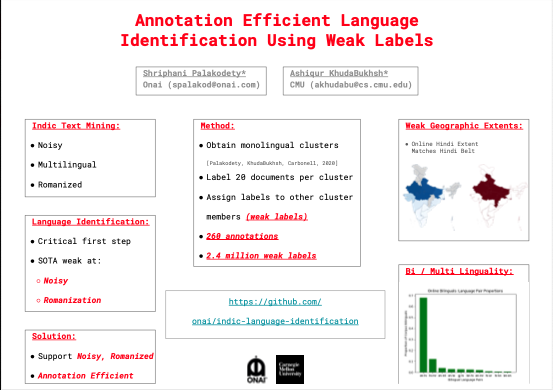 Annotation Efficient Language
Identification Using Weak Labels
Shriphani Palakodety*
Onai (spalakod@onai.com)
Ashiqur KhudaBukhsh*
CMU (akhudabu@cs.cmu.edu)
Indic Text Mining:
● Noisy
● Multilingual
● Romanized
Language Identification:
● Critical first step
● SOTA weak at:
○ Noisy
○ Romanization
Solution:
● Support Noisy, Romanized
● Annotation Efficient
Method:
● Obtain monolingual clusters
[Palakodety, KhudaBukhsh, Carbonell, 2020]
● Label 20 documents per cluster
● Assign labels to other cluster
members (weak labels)
● 260 annotations
● 2.4 million weak labels
https://github.com/
onai/indic-language-identification
ONAI
Carnegie
Mellon
University
Weak Geographic Extents:
● Online Hindi Extent
Matches Hindi Belt
Bi / Multi Linguality:
Online Bilinguals: Language Pair Proportions